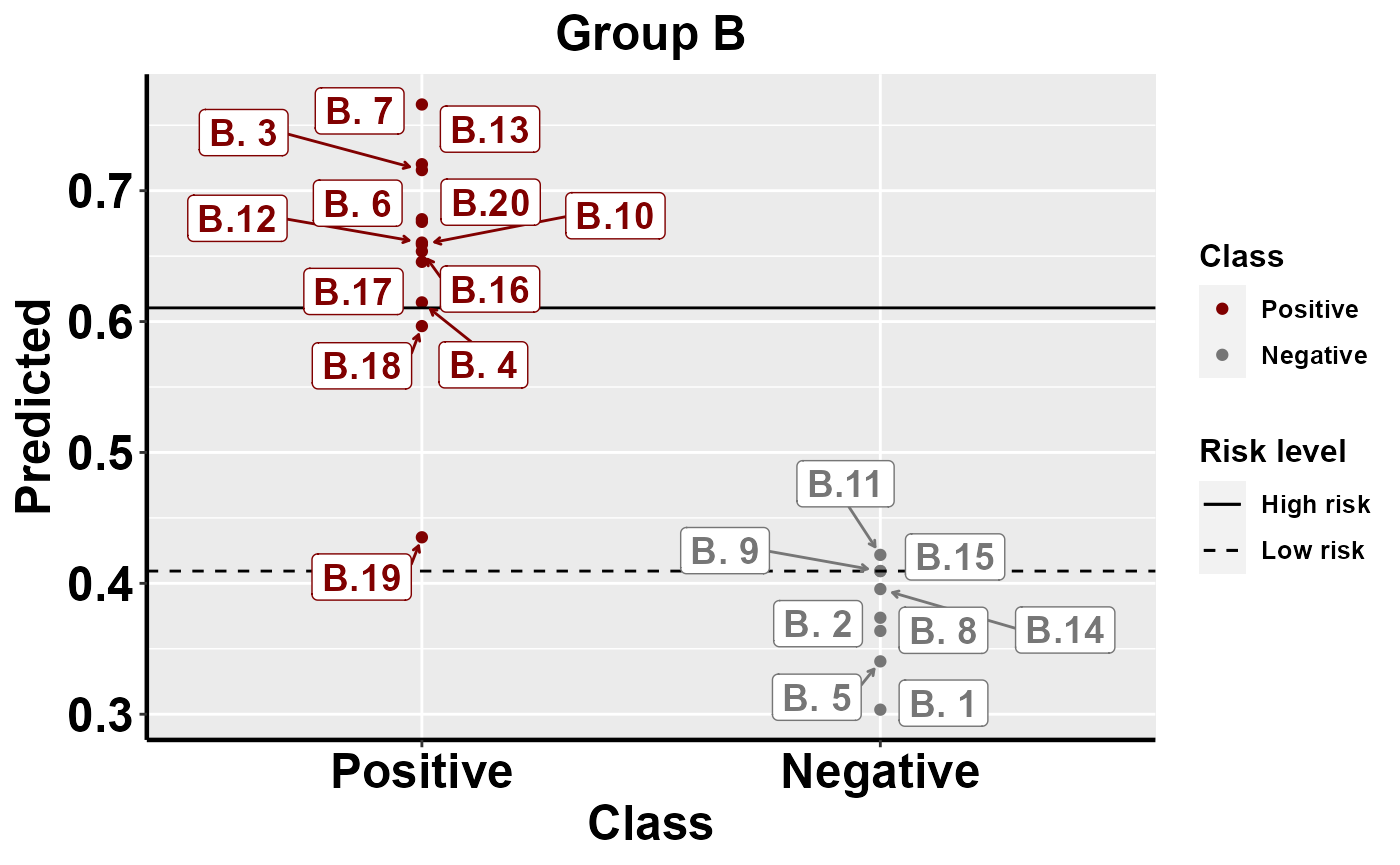 Group B
Predicted
0.7
0.6
0.5
0.4
0.3
B. 7
B.13
B. 3
B. 6
B.20
B.10
B.12
B.17
B.16
B.18
B. 4
B.19
B.11
B. 9
B.15
B. 2
B. 8
B.14
B. 5
B. 1
Positive
Negative
Class
Class
Positive
Negative
Risk level
High risk
Low risk